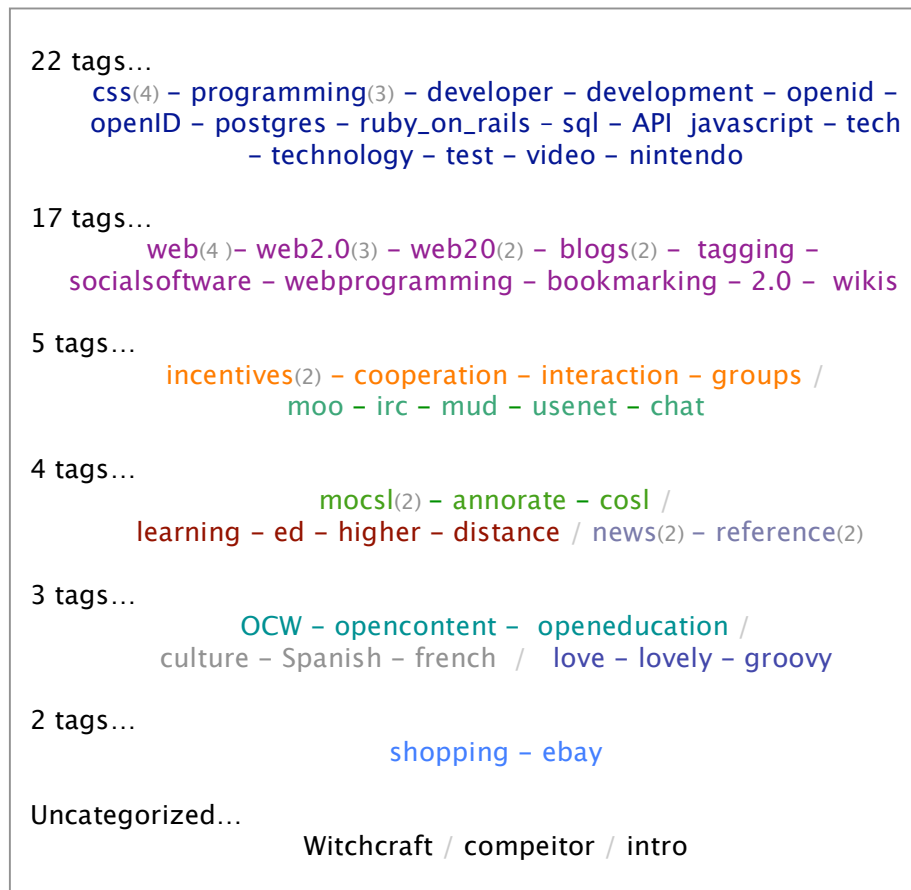 22 tags...
css(4) – programming(3) – developer – development – openid –
openID – postgres – ruby_on_rails – sql – API  javascript – tech
– technology – test – video – nintendo
17 tags...
web(4 )– web2.0(3) – web20(2) – blogs(2) –  tagging –
socialsoftware – webprogramming – bookmarking – 2.0 –  wikis
5 tags...
incentives(2) – cooperation – interaction – groups /
moo – irc – mud – usenet – chat
4 tags...
mocsl(2) – annorate – cosl /
learning – ed – higher – distance / news(2) – reference(2)
3 tags...
OCW – opencontent –  openeducation /
culture – Spanish – french  /  love – lovely – groovy
2 tags...
shopping – ebay
Uncategorized...
Witchcraft / compeitor / intro